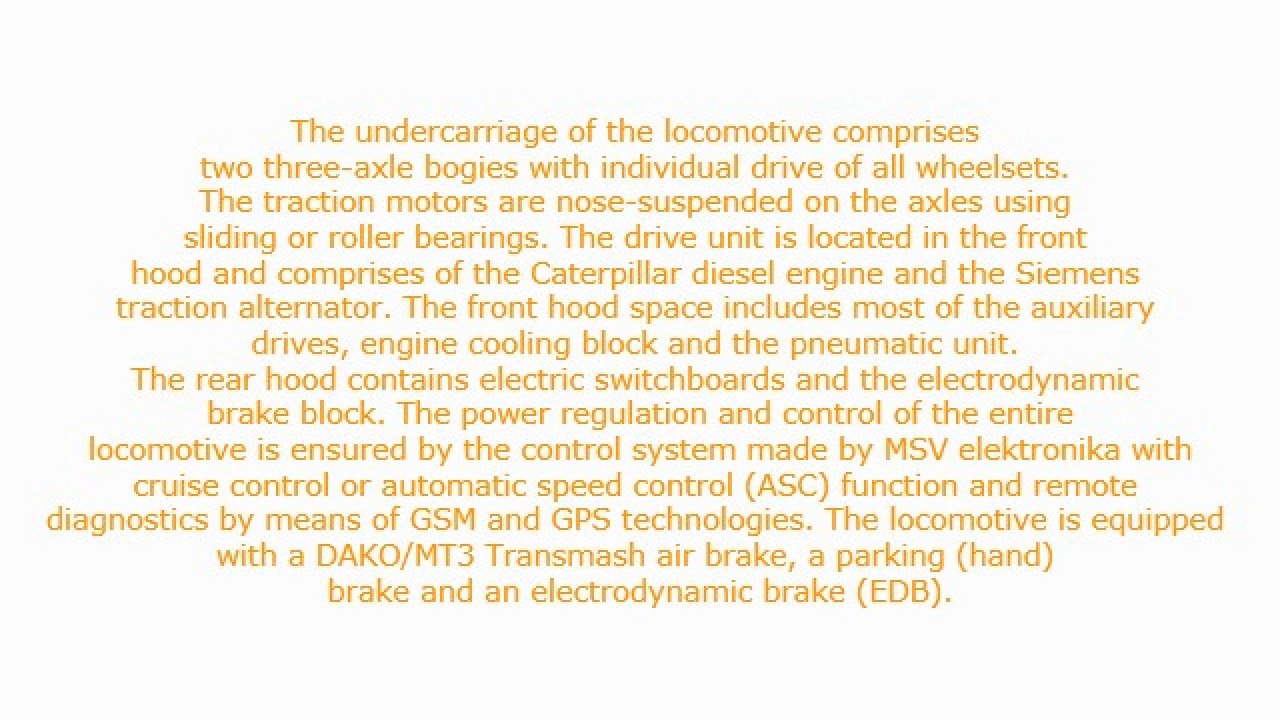 The undercarriage of the locomotive comprises
two three-axle bogies with individual drive of all wheelsets.
The traction motors are nose-suspended on the axles using
sliding or roller bearings. The drive unit is located in the front
hood and comprises of the Caterpillar diesel engine and the Siemens
traction alternator. The front hood space includes most of the auxiliary
drives, engine cooling block and the pneumatic unit.
The rear hood contains electric switchboards and the electrodynamic
brake block. The power regulation and control of the entire
locomotive is ensured by the control system made by MSV elektronika with
cruise control or automatic speed control (ASC) function and remote
diagnostics by means of GSM and GPS technologies. The locomotive is equipped
with a DAKO/MT3 Transmash air brake, a parking (hand)
brake and an electrodynamic brake (EDB).